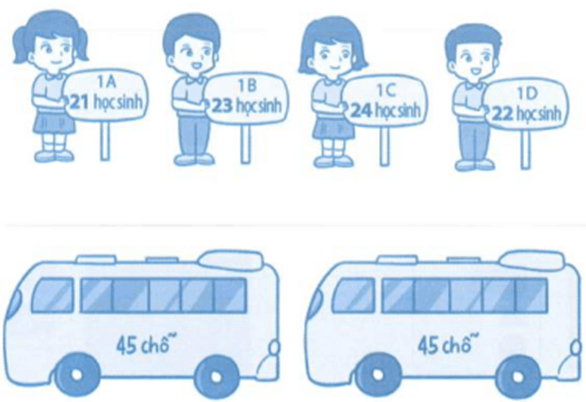 1A
21 học sinh
1B
23 học sinh
1C
24 học sinh
1D
22 học sinh
45 chỗ
45 chỗ